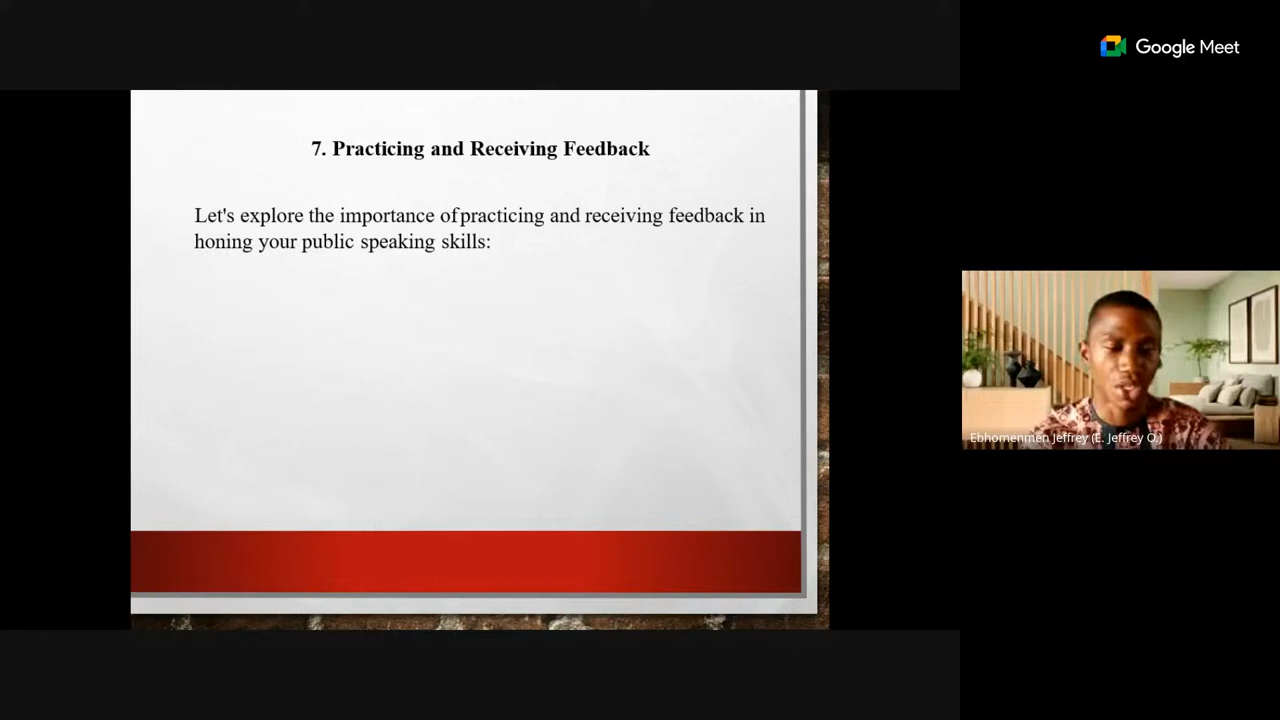 Google Meet
7. Practicing and Receiving Feedback
Let's explore the importance of practicing and receiving feedback in
honing your public speaking skills:
Ebhomenmen Jeffrey (E. Jeffrey O.)